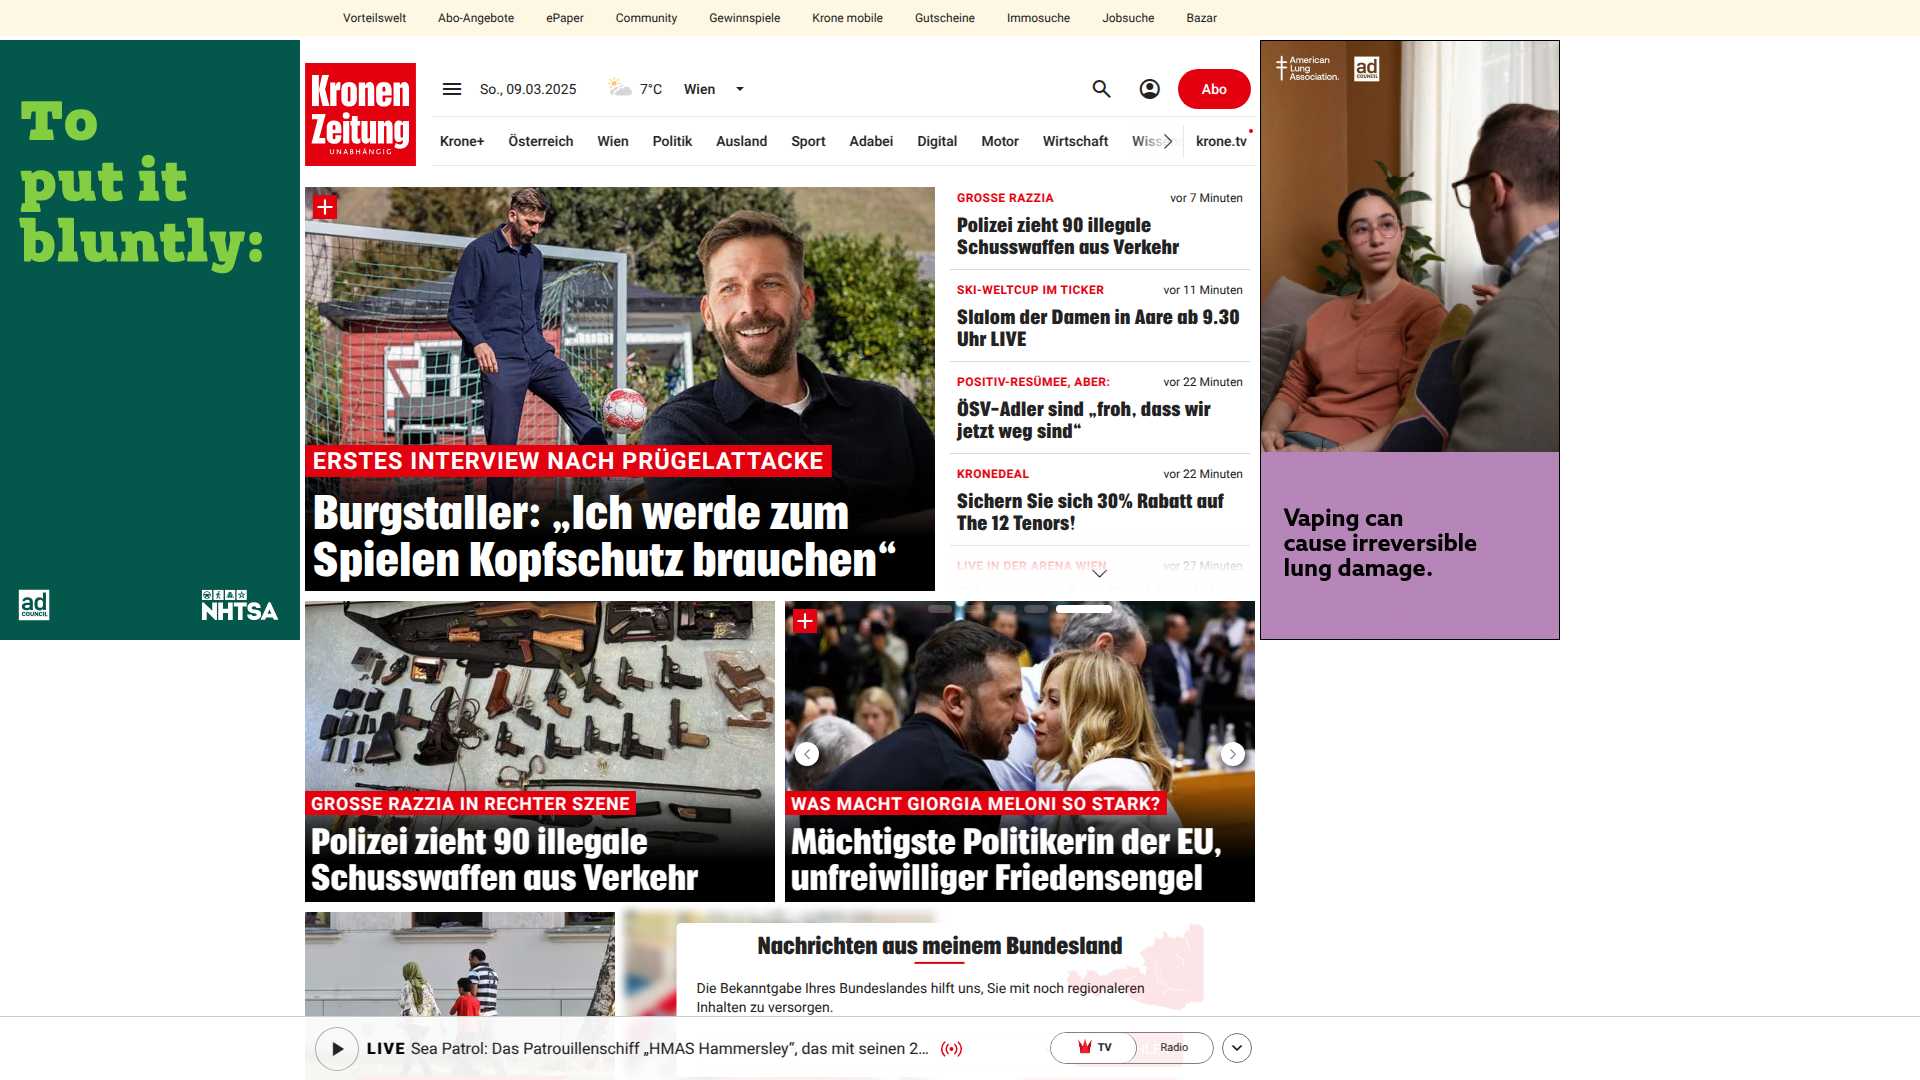 Vorteilswelt Abo-Angebote ePaper Community Gewinnspiele Krone mobile Gutscheine Immosuche Jobsuche Bazar
To
put it
bluntly:
ad
COUNCIL
NHTSA
Kronen
Zeitung
UNABHÄNGIG
So., 09.03.2025 7°C Wien
Abo
Krone+ Österreich Wien Politik Ausland Sport Adabei Digital Motor Wirtschaft krone.tv
ERSTES INTERVIEW NACH PRÜGELATTACKE
Burgstaller: „Ich werde zum
Spielen Kopfschutz brauchen“
GROSSE RAZZIA vor 7 Minuten
Polizei zieht 90 illegale
Schusswaffen aus Verkehr
SKI-WELTCUP IM TICKER vor 11 Minuten
Slalom der Damen in Aare ab 9.30
Uhr LIVE
POSITIV-RESÜMEE, ABER: vor 22 Minuten
ÖSV-Adler sind „froh, dass wir
jetzt weg sind“
KRONEDEAL vor 22 Minuten
Sichern Sie sich 30% Rabatt auf
The 12 Tenors!
LIVE IN DER ARENA WIEN vor 27 Minuten
GROSSE RAZZIA IN RECHTER SZENE
Polizei zieht 90 illegale
Schusswaffen aus Verkehr
WAS MACHT GIORGIA MELONI SO STARK?
Mächtigste Politikerin der EU,
unfreiwilliger Friedensengel
Nachrichten aus meinem Bundesland
Die Bekanntgabe Ihres Bundeslandes hilft uns, Sie mit noch regionaleren
Inhalten zu versorgen.
LIVE Sea Patrol: Das Patrouillenschiff „HMAS Hammersley“, das mit seinen 2...
TV Radio
American
Lung
Association.
ad
COUNCIL
Vaping can
cause irreversible
lung damage.